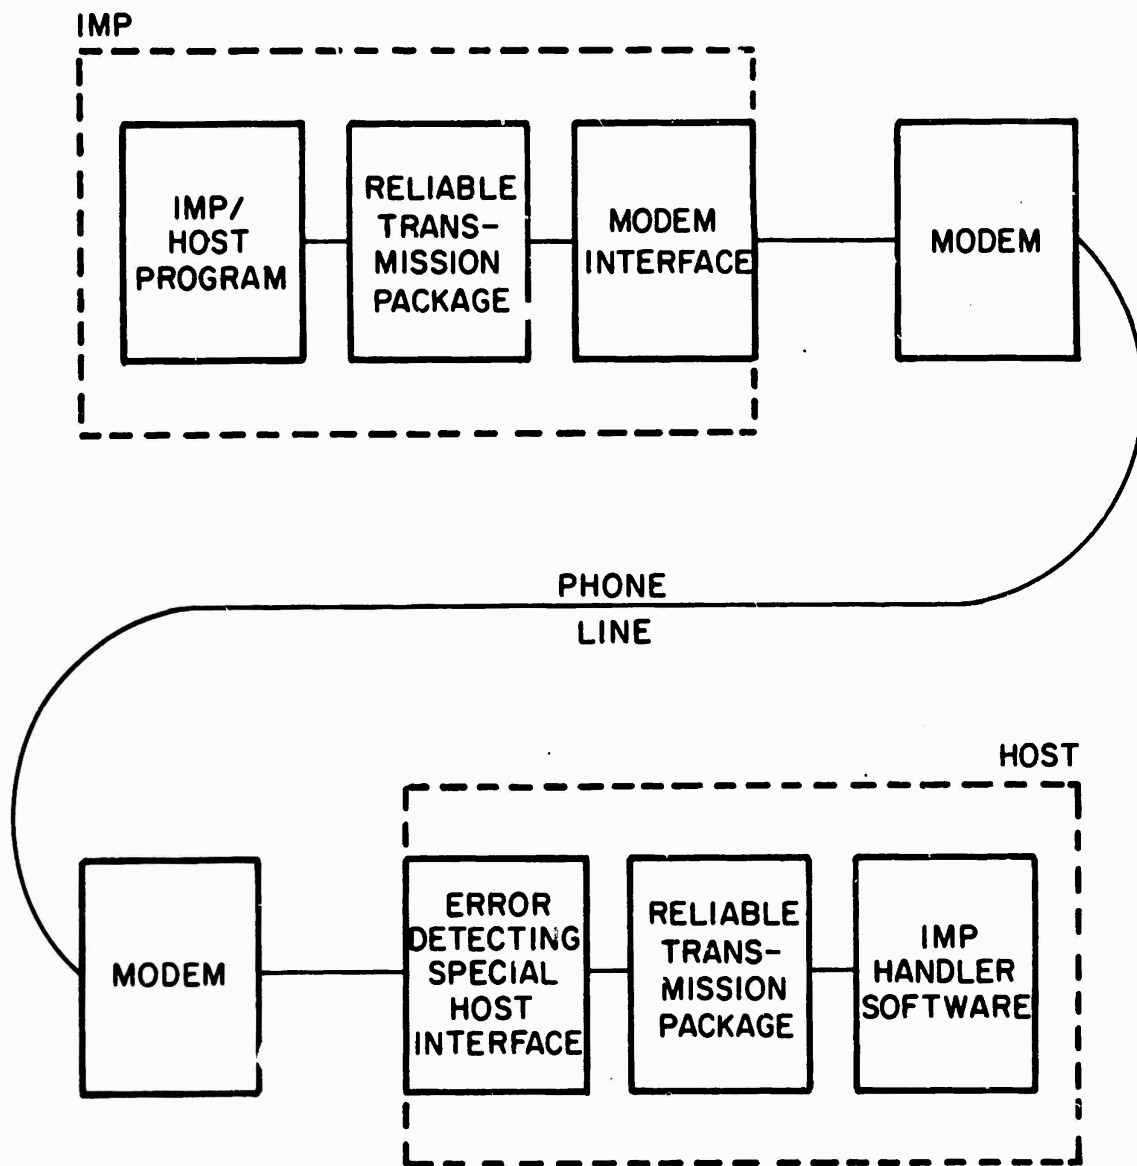 IMP
IMP/
HOST
PROGRAM
RELIABLE
TRANS-
MISSION
PACKAGE
MODEM
INTERFACE
MODEM
PHONE
LINE
HOST
MODEM
ERROR
DETECTING
SPECIAL
HOST
INTERFACE
RELIABLE
TRANS-
MISSION
PACKAGE
IMP
HANDLER
SOFTWARE